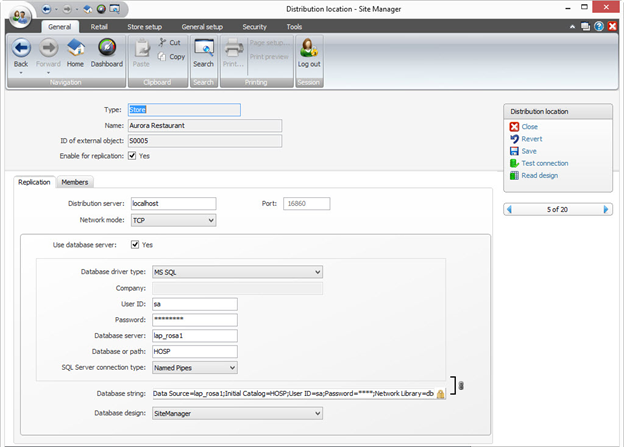 Distribution location - Site Manager
General Retail Store setup General setup Security Tools
Back Forward Home Dashboard Paste Cut Copy Search Print... Page setup... Print preview Log out
Navigation Clipboard Search Printing Session
Type: Store
Name: Aurora Restaurant
ID of external object: S0005
Enable for replication: Yes
Distribution location
Close
Revert
Save
Test connection
Read design
5 of 20
Replication Members
Distribution server: localhost Port: 16860
Network mode: TCP
Use database server: Yes
Database driver type: MS SQL
Company:
User ID: sa
Password: ********
Database server: lap_rosa1
Database or path: HOSP
SQL Server connection type: Named Pipes
Database string: Data Source=lap_rosa1;Initial Catalog=HOSP;User ID=sa;Password=****;Network Library=db
Database design: SiteManager